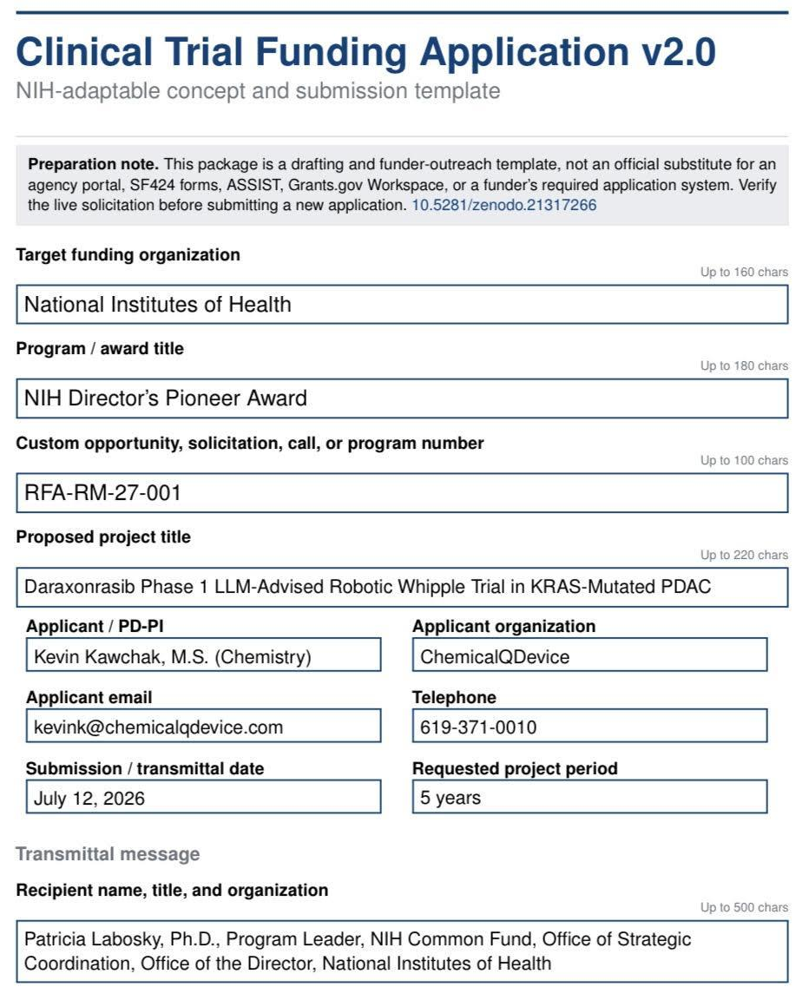 Clinical Trial Funding Application v2.0
NIH-adaptable concept and submission template
Preparation note. This package is a drafting and funder-outreach template, not an official substitute for an
agency portal, SF424 forms, ASSIST, Grants.gov Workspace, or a funder's required application system. Verify
the live solicitation before submitting a new application. 10.5281/zenodo.21317266
Target funding organization
Up to 160 chars
National Institutes of Health
Program / award title
Up to 180 chars
NIH Director's Pioneer Award
Custom opportunity, solicitation, call, or program number
Up to 100 chars
RFA-RM-27-001
Proposed project title
Up to 220 chars
Daraxonrasib Phase 1 LLM-Advised Robotic Whipple Trial in KRAS-Mutated PDAC
Applicant / PD-PI
Applicant organization
Kevin Kawchak, M.S. (Chemistry)
ChemicalQDevice
Applicant email
Telephone
kevink@chemicalqdevice.com
619-371-0010
Submission / transmittal date
Requested project period
July 12, 2026
5 years
Transmittal message
Recipient name, title, and organization
Up to 500 chars
Patricia Labosky, Ph.D., Program Leader, NIH Common Fund, Office of Strategic
Coordination, Office of the Director, National Institutes of Health